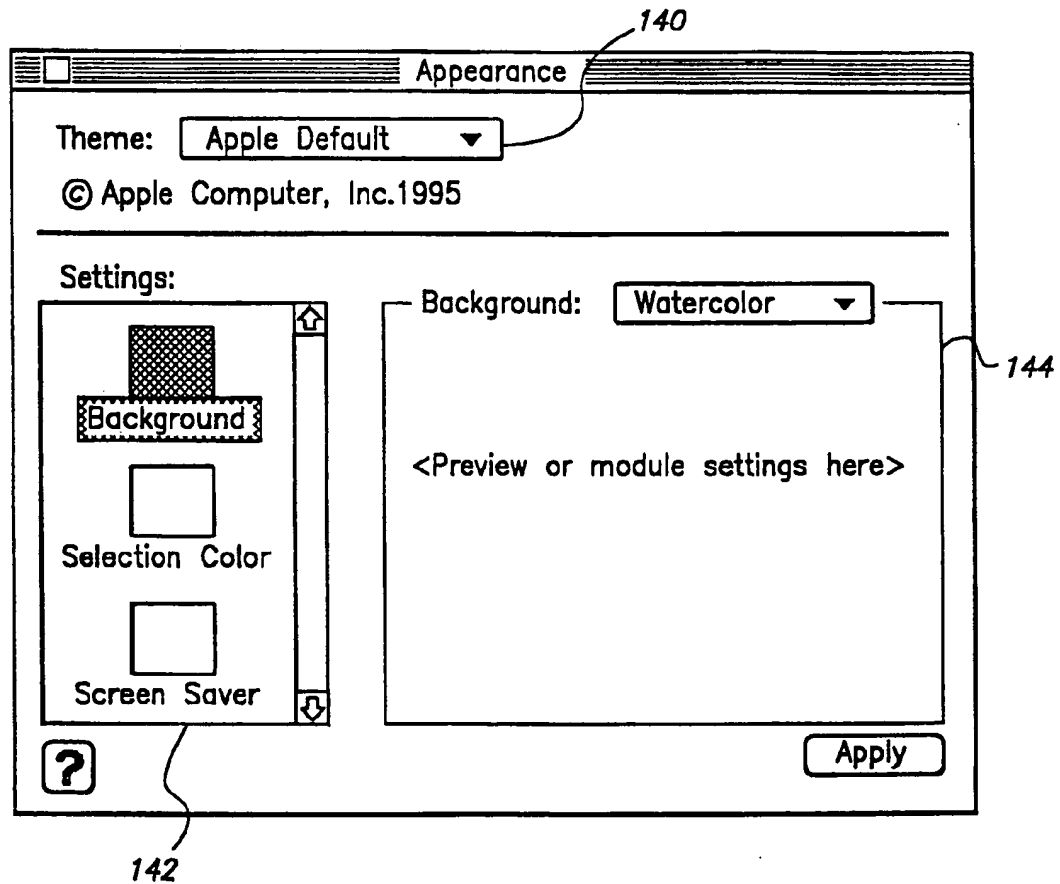 140
Appearance
Theme: Apple Default
© Apple Computer, Inc.1995
Settings:
Background: Watercolor
144
Background
<Preview or module settings here>
Selection Color
Screen Saver
?
Apply
142